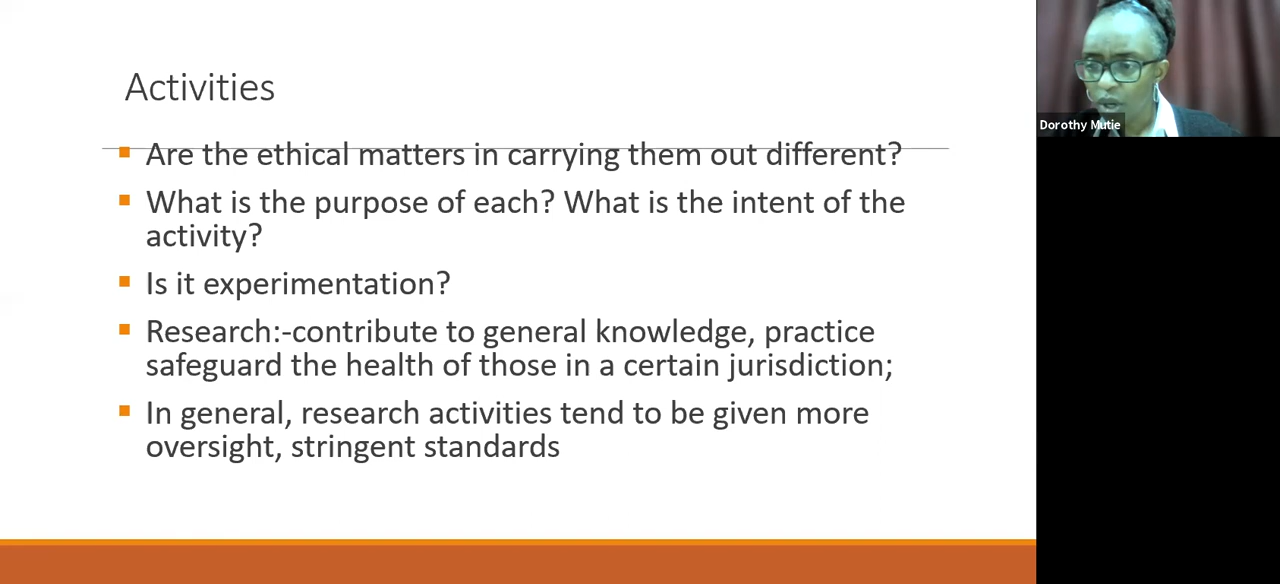 Activities
Are the ethical matters in carrying them out different?
What is the purpose of each? What is the intent of the
activity?
Is it experimentation?
Research:-contribute to general knowledge, practice
safeguard the health of those in a certain jurisdiction;
In general, research activities tend to be given more
oversight, stringent standards
Dorothy Mutie